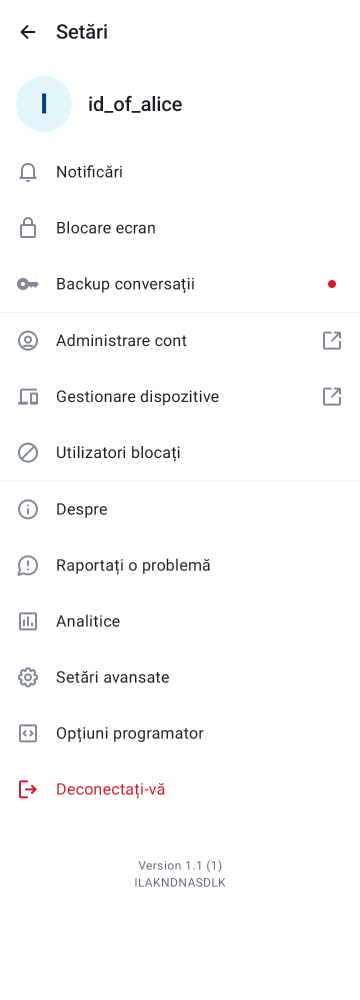 Setări
I
id_of_alice
Notificări
Blocare ecran
Backup conversații
Administrare cont
Gestionare dispozitive
Utilizatori blocați
Despre
Raportați o problemă
Analitice
Setări avansate
Opțiuni programator
Deconectați-vă
Version 1.1 (1)
ILAKNDNASDLK